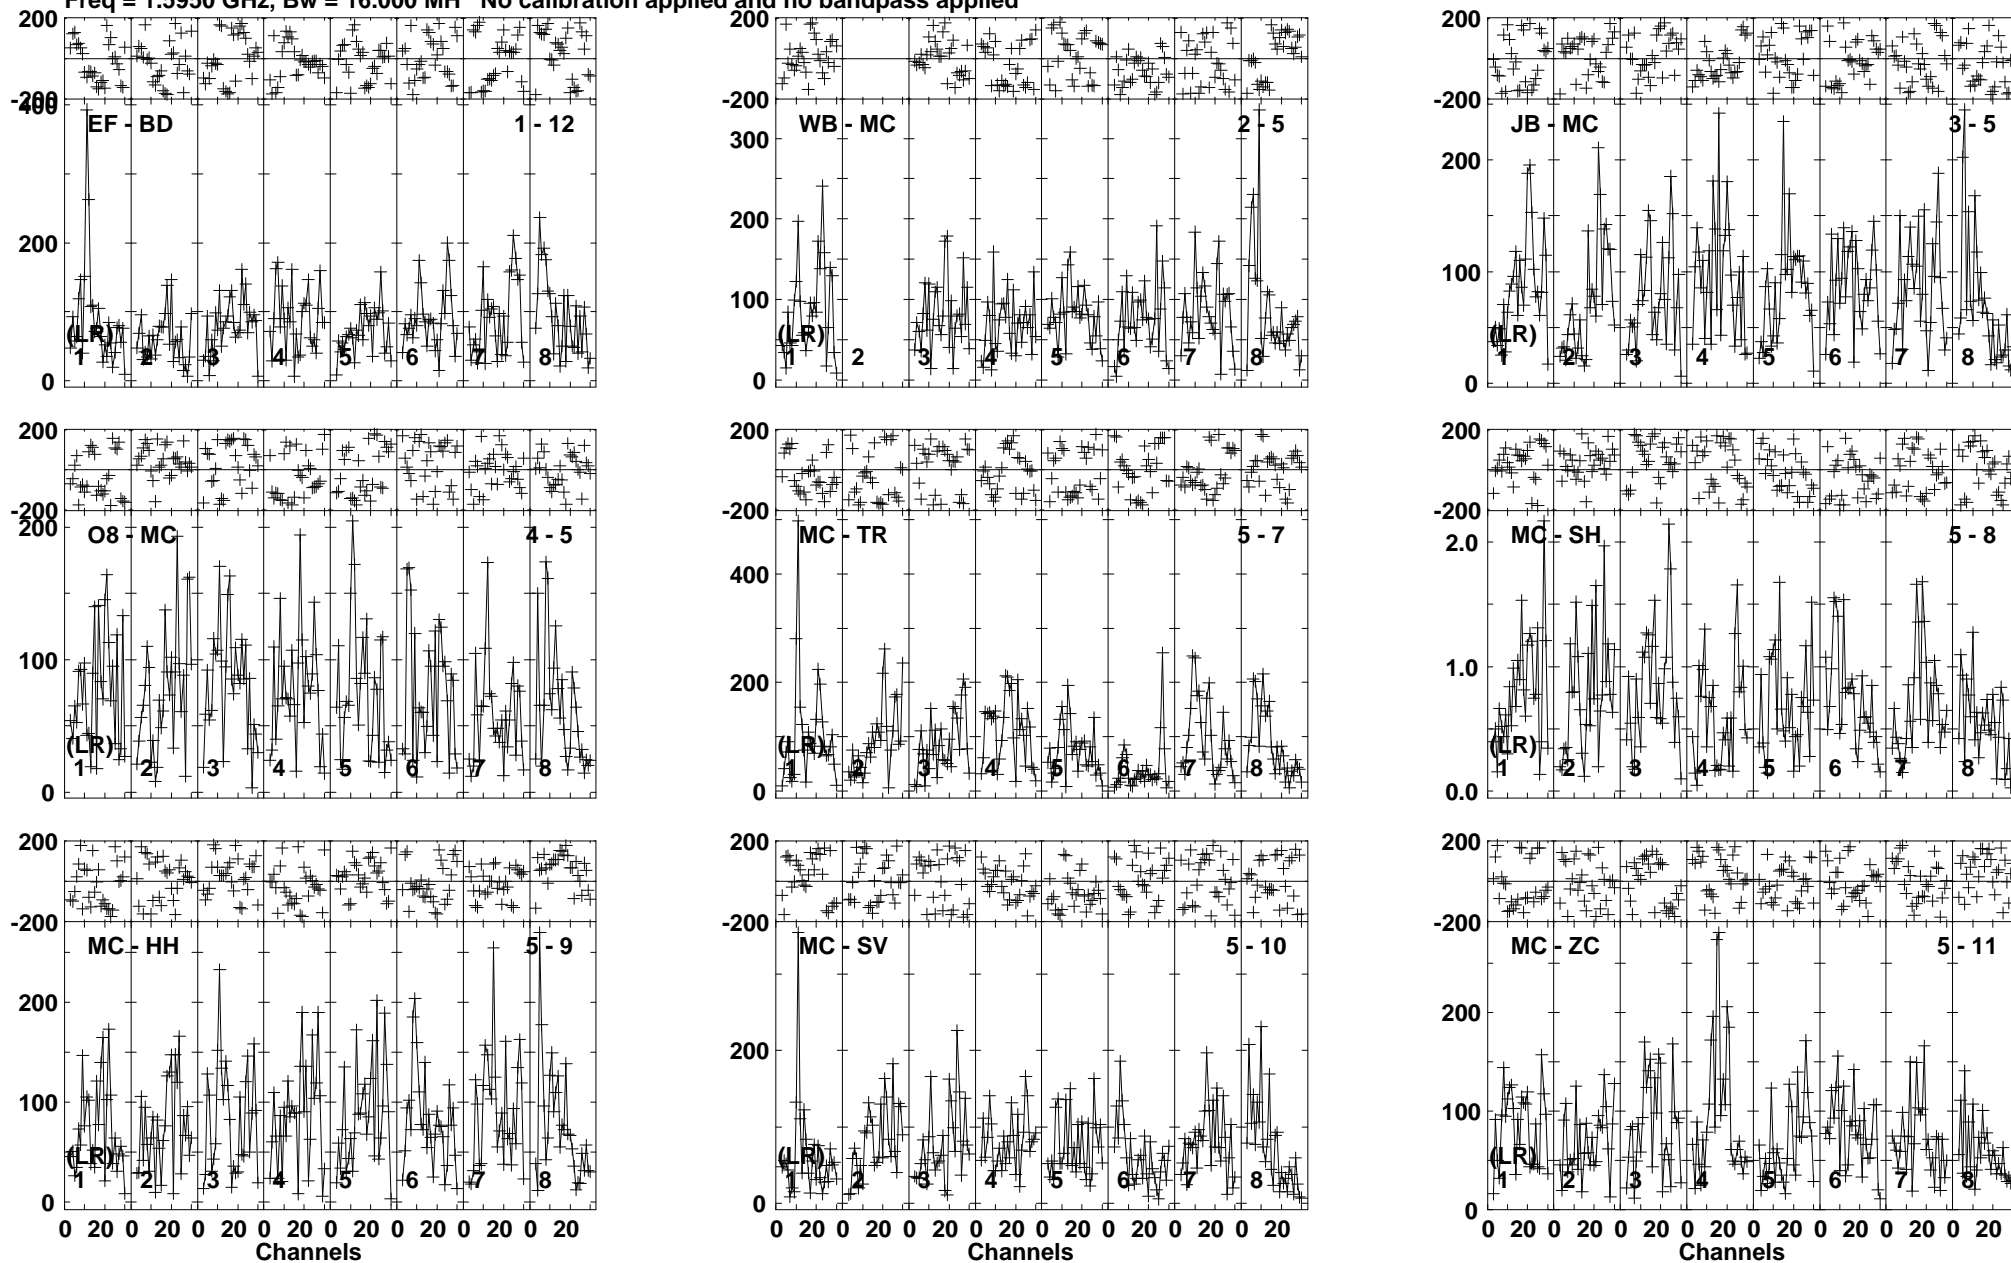 Freq = 1.5950 GHz, Bw = 16.000 MH No calibration applied and no bandpass applied
200 200 200
-200 -200 -200
400
EF - BD 1 - 12 WB - MC 2 - 5 JB - MC 3 - 5
300
200
200 200
100 100
(LR) (LR) (LR)
1 2 3 4 5 6 7 8 1 2 3 4 5 6 7 8 1 2 3 4 5 6 7 8
0 0 0
200 200 200
-200 -200 -200
200
O8 - MC 4 - 5 MC - TR 5 - 7 MC - SH 5 - 8
2.0
400
100 200 1.0
(LR) (LR) (LR)
1 2 3 4 5 6 7 8 1 2 3 4 5 6 7 8 1 2 3 4 5 6 7 8
0 0 0.0
200 200 200
-200 -200 -200
MC - HH 5 - 9 MC - SV 5 - 10 MC - ZC 5 - 11
200 200 200
100 100
(LR) (LR) (LR)
1 2 3 4 5 6 7 8 1 2 3 4 5 6 7 8 1 2 3 4 5 6 7 8
0 0 0
0 20 0 20 0 20 0 20 0 20 0 20 0 20 0 20 0 20 0 20 0 20 0 20 0 20 0 20 0 20 0 20 0 20 0 20 0 20 0 20 0 20 0 20 0 20 0 20
Channels Channels Channels